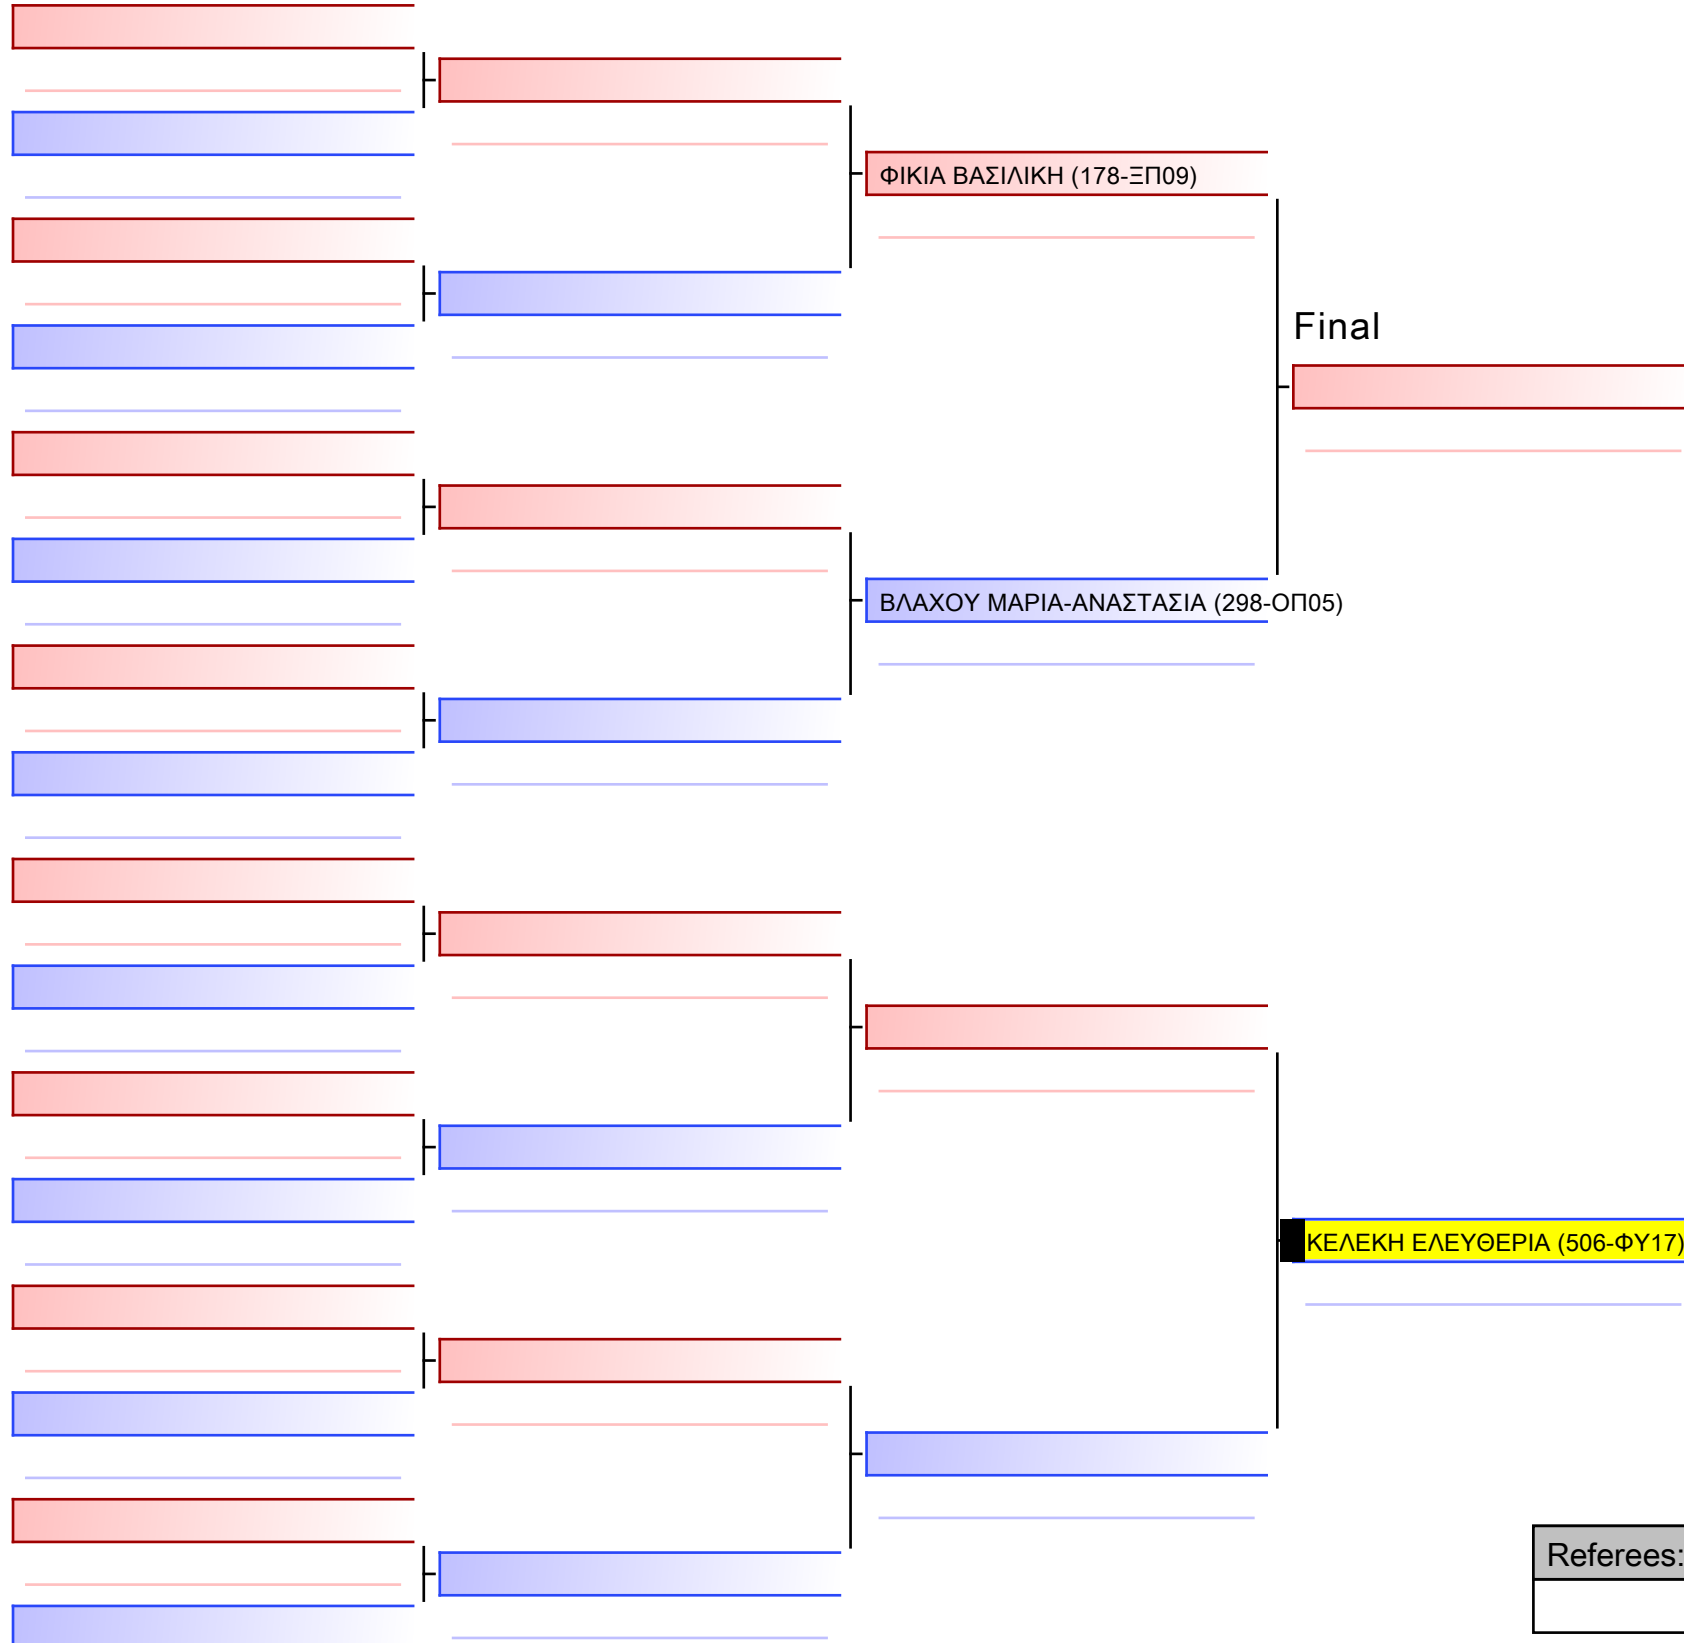 ΦΙΚΙΑ ΒΑΣΙΛΙΚΗ (178-ΞΠ09)
Final
ΒΛΑΧΟΥ ΜΑΡΙΑ-ΑΝΑΣΤΑΣΙΑ (298-ΟΠ05)
ΚΕΛΕΚΗ ΕΛΕΥΘΕΡΙΑ (506-ΦΥ17)
Referees: